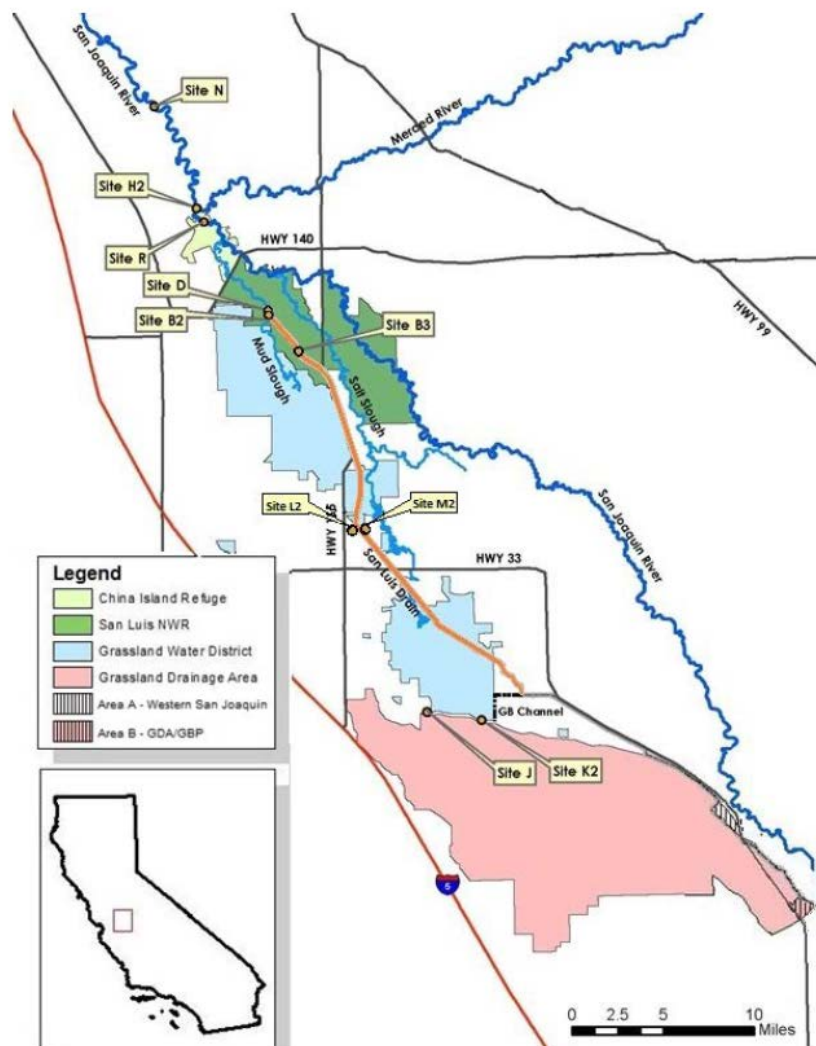 San Joaquin River
Site N
Merced River
Site H2
Site R
HWY 140
Site D
Site B2
Site B3
HWY 99
Mud Slough
Salt Slough
San Joaquin River
Site L2
Site M2
HWY
HWY 33
San Luis Drain
Legend
China Island Refuge
San Luis NWR
Grassland Water District
Grassland Drainage Area
Area A - Western San Joaquin
Area B - GDA/GBP
GB Channel
Site J
Site K2
5
0 2.5 5 10
Miles